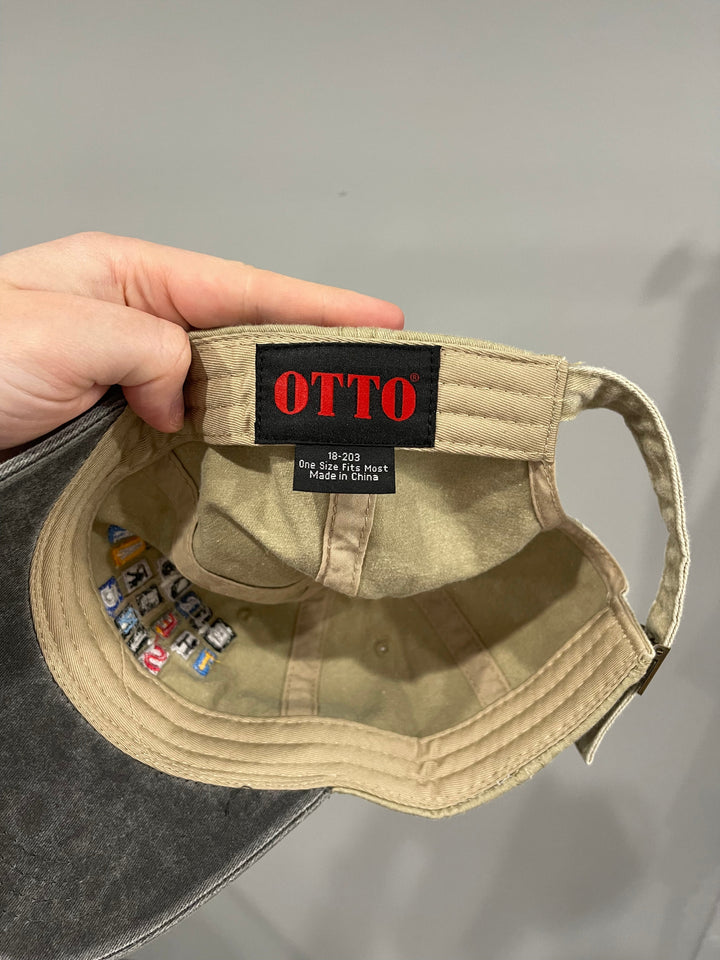 OTTO®
18-203
One Size Fits Most
Made in China